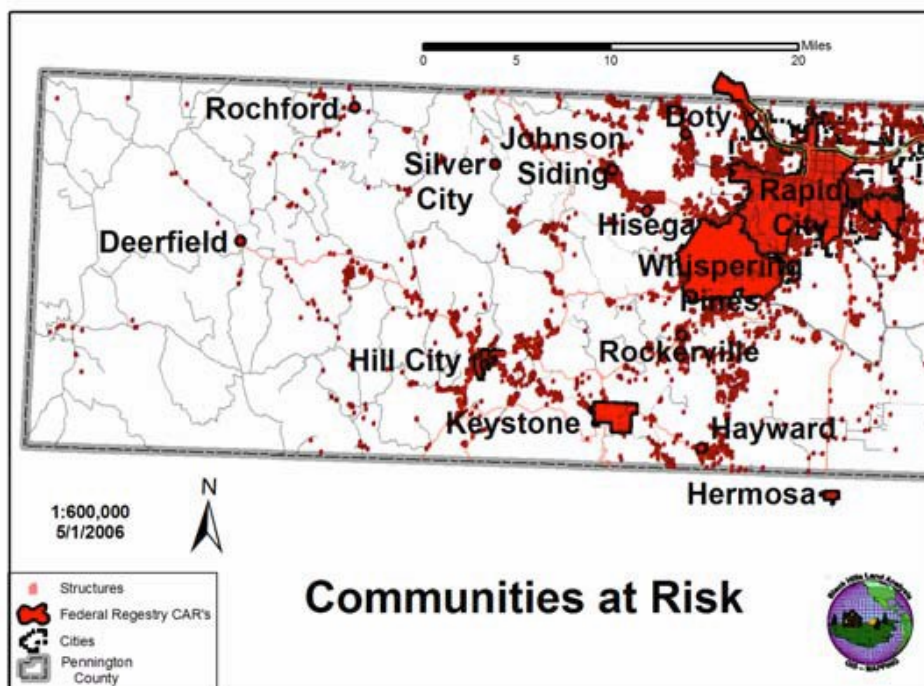 Miles
0 5 10 20
Rochford
Doty
Johnson
Siding
Silver
City
Rapid
City
Hisega
Deerfield
Whispering
Pines
Rockerville
Hill City
Keystone
Hayward
Hermosa
N
1:600,000
5/1/2006
Communities at Risk
Structures
Federal Regestry CAR's
Cities
Pennington
County